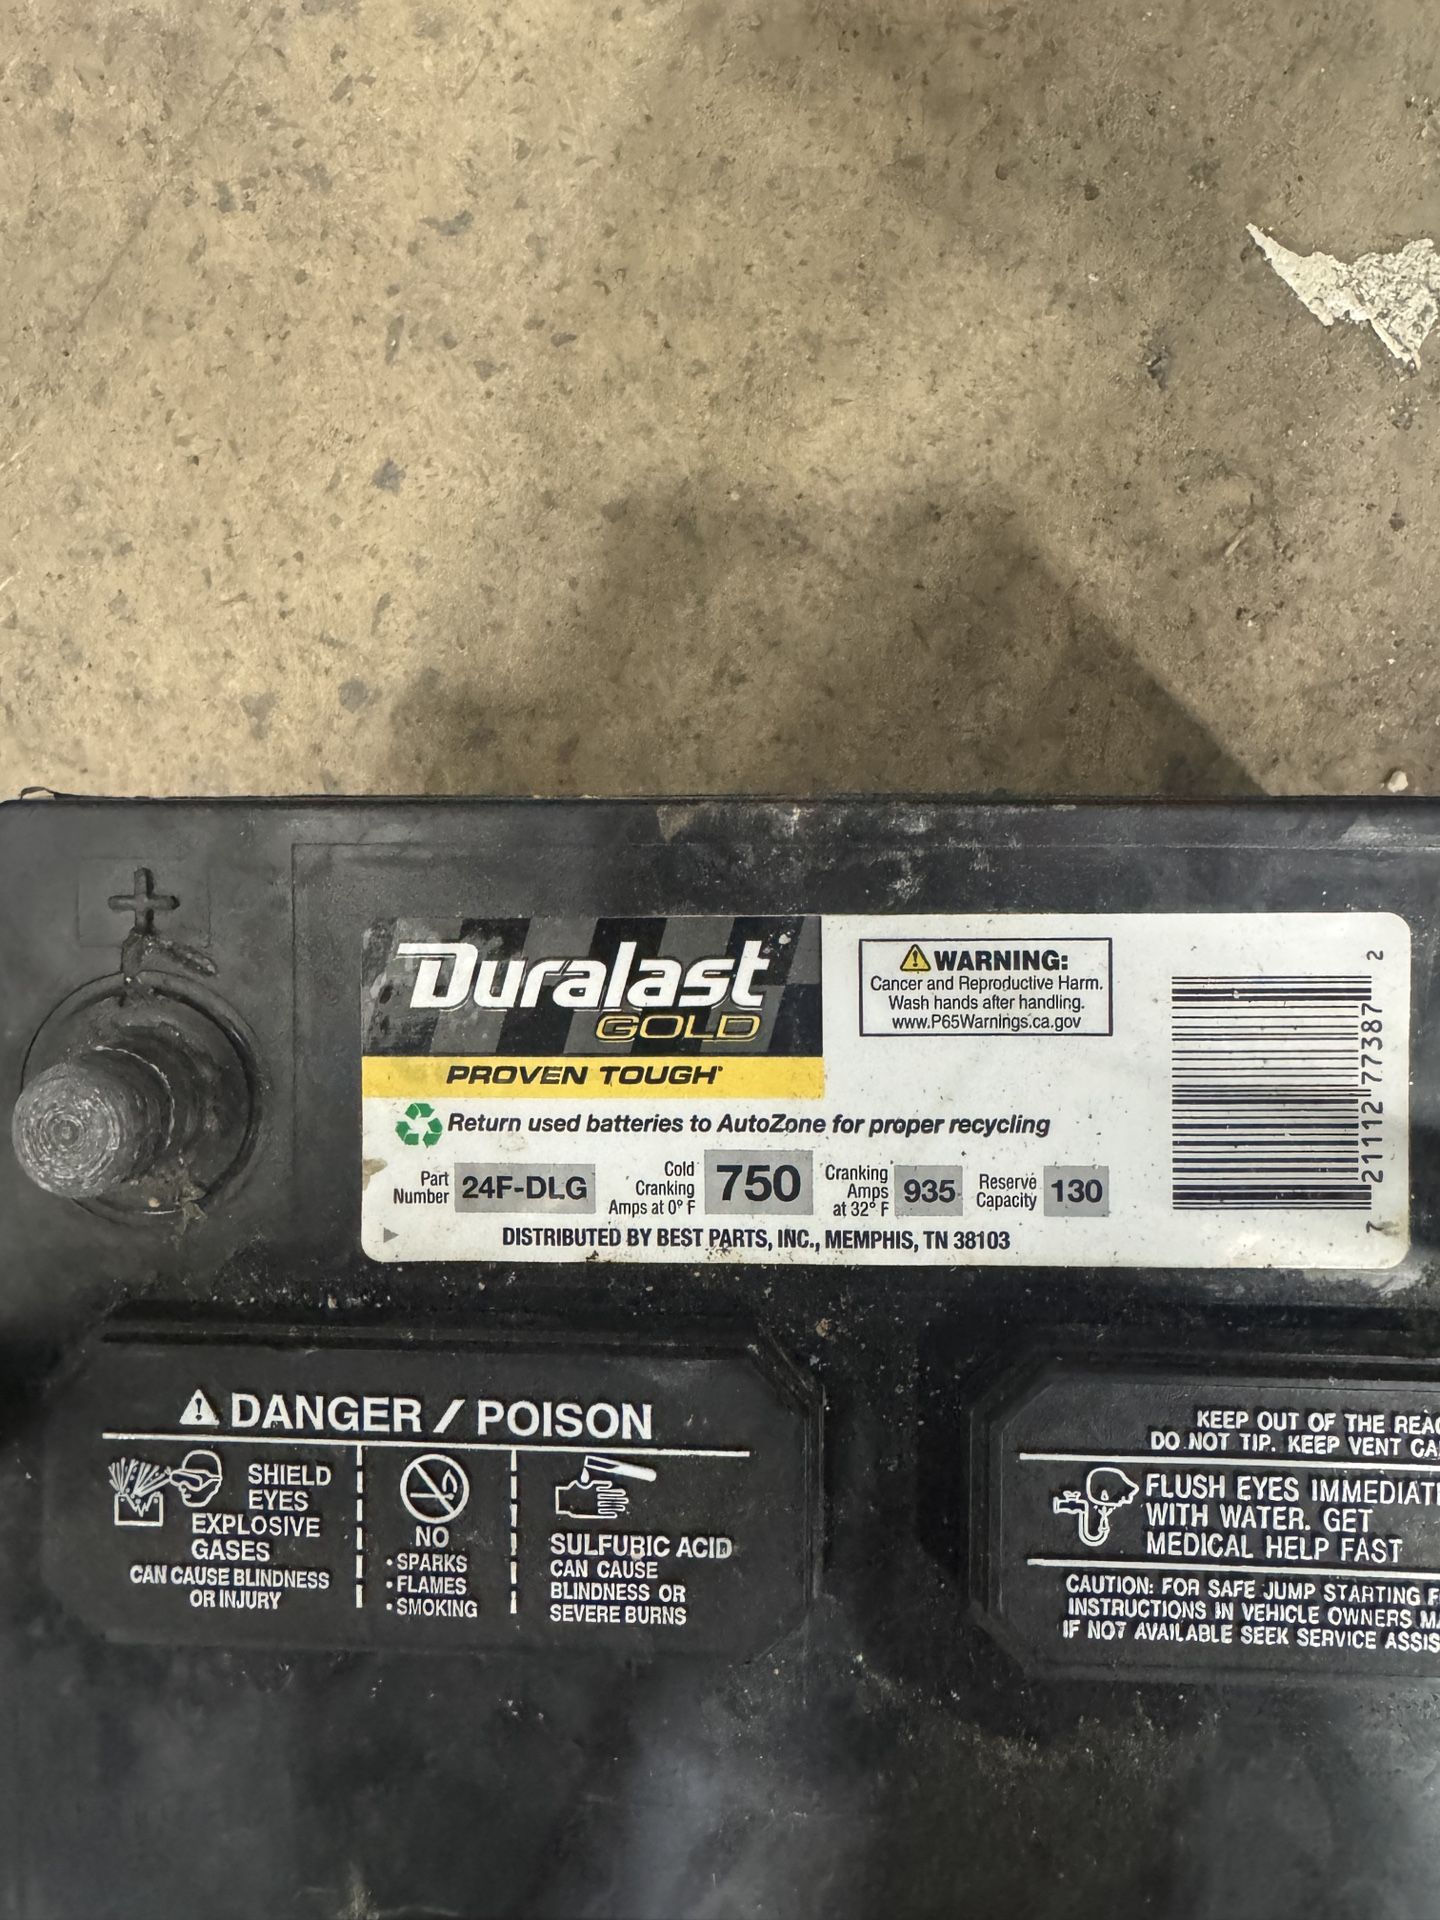 +
Duralast
GOLD
PROVEN TOUGH®
Return used batteries to AutoZone for proper recycling
Part
Number
24F-DLG
Cold
Cranking
Amps at 0° F
750
Cranking
Amps
at 32° F
935
Reserve
Capacity
130
DISTRIBUTED BY BEST PARTS, INC., MEMPHIS, TN 38103
WARNING:
Cancer and Reproductive Harm.
Wash hands after handling.
www.P65Warnings.ca.gov
7 21112 77387 2
DANGER / POISON
SHIELD
EYES
EXPLOSIVE
GASES
CAN CAUSE BLINDNESS
OR INJURY
NO
• SPARKS
• FLAMES
• SMOKING
SULFURIC ACID
CAN CAUSE
BLINDNESS OR
SEVERE BURNS
KEEP OUT OF THE REAC
DO NOT TIP. KEEP VENT CA
FLUSH EYES IMMEDIAT
WITH WATER. GET
MEDICAL HELP FAST
CAUTION: FOR SAFE JUMP STARTING F
INSTRUCTIONS IN VEHICLE OWNERS MA
IF NOT AVAILABLE SEEK SERVICE ASSIS